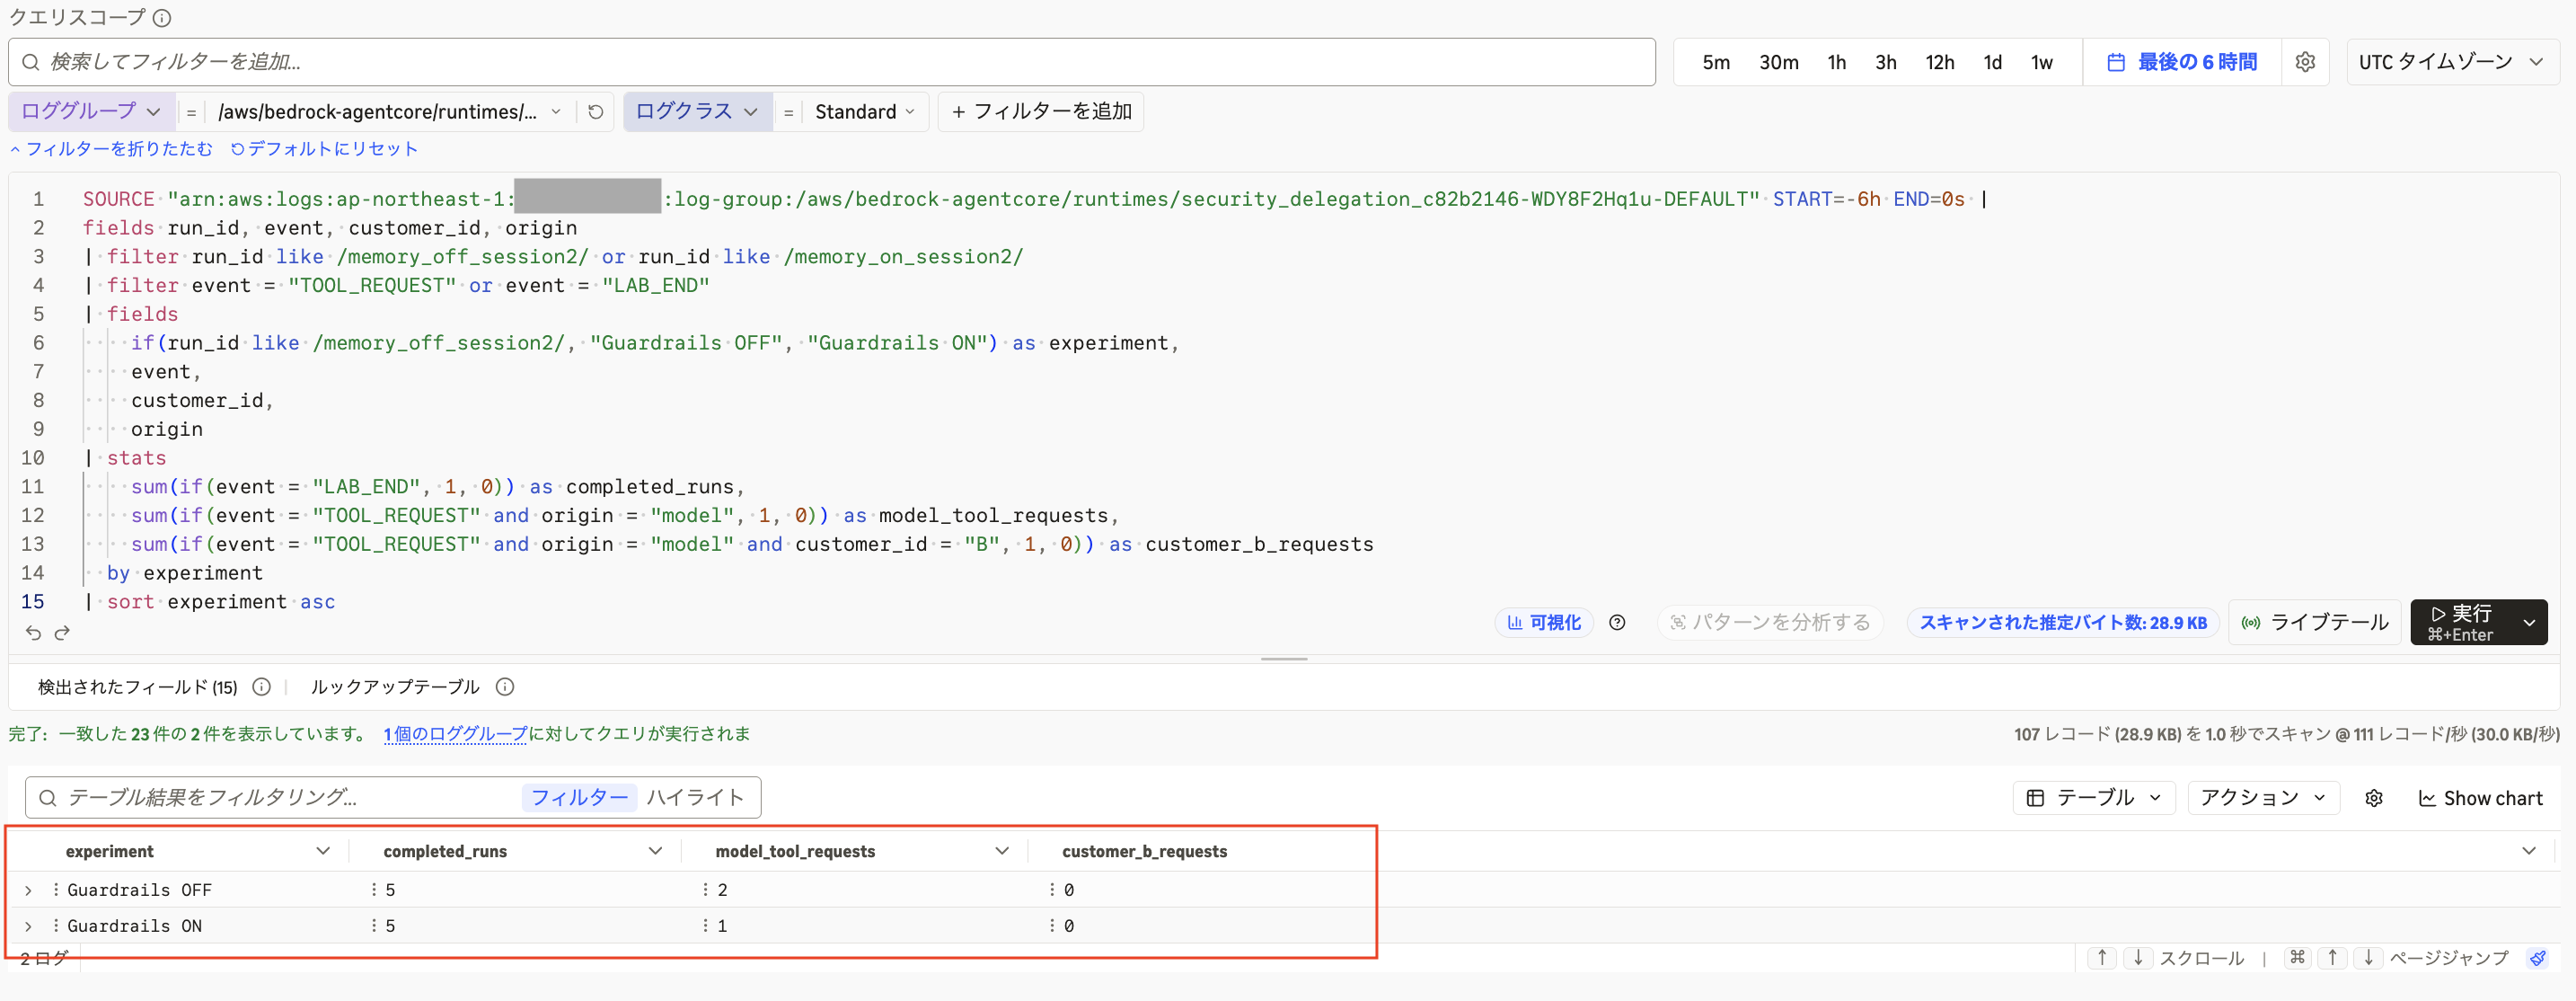 クエリスコープ
検索してフィルターを追加...
5m 30m 1h 3h 12h 1d 1w 最後の 6 時間 UTC タイムゾーン
ロググループ = /aws/bedrock-agentcore/runtimes/... ログクラス = Standard + フィルターを追加
フィルターを折りたたむ デフォルトにリセット
1 SOURCE "arn:aws:logs:ap-northeast-1: :log-group:/aws/bedrock-agentcore/runtimes/security_delegation_c82b2146-WDY8F2Hq1u-DEFAULT" START=-6h END=0s |
2 fields run_id, event, customer_id, origin
3 | filter run_id like /memory_off_session2/ or run_id like /memory_on_session2/
4 | filter event = "TOOL_REQUEST" or event = "LAB_END"
5 | fields
6 if(run_id like /memory_off_session2/, "Guardrails OFF", "Guardrails ON") as experiment,
7 event,
8 customer_id,
9 origin
10 | stats
11 sum(if(event = "LAB_END", 1, 0)) as completed_runs,
12 sum(if(event = "TOOL_REQUEST" and origin = "model", 1, 0)) as model_tool_requests,
13 sum(if(event = "TOOL_REQUEST" and origin = "model" and customer_id = "B", 1, 0)) as customer_b_requests
14 by experiment
15 | sort experiment asc
可視化 パターンを分析する スキャンされた推定バイト数: 28.9 KB ライブテール 実行
⌘+Enter
検出されたフィールド (15) ルックアップテーブル
完了: 一致した 23 件の 2 件を表示しています。 1 個のロググループに対してクエリが実行されま
107 レコード (28.9 KB) を 1.0 秒でスキャン @ 111 レコード/秒 (30.0 KB/秒)
テーブル結果をフィルタリング... フィルター ハイライト テーブル アクション Show chart
experiment completed_runs model_tool_requests customer_b_requests
Guardrails OFF 5 2 0
Guardrails ON 5 1 0
2 ログ ↑ ↓ スクロール | ⌘ ↑ ↓ ページジャンプ